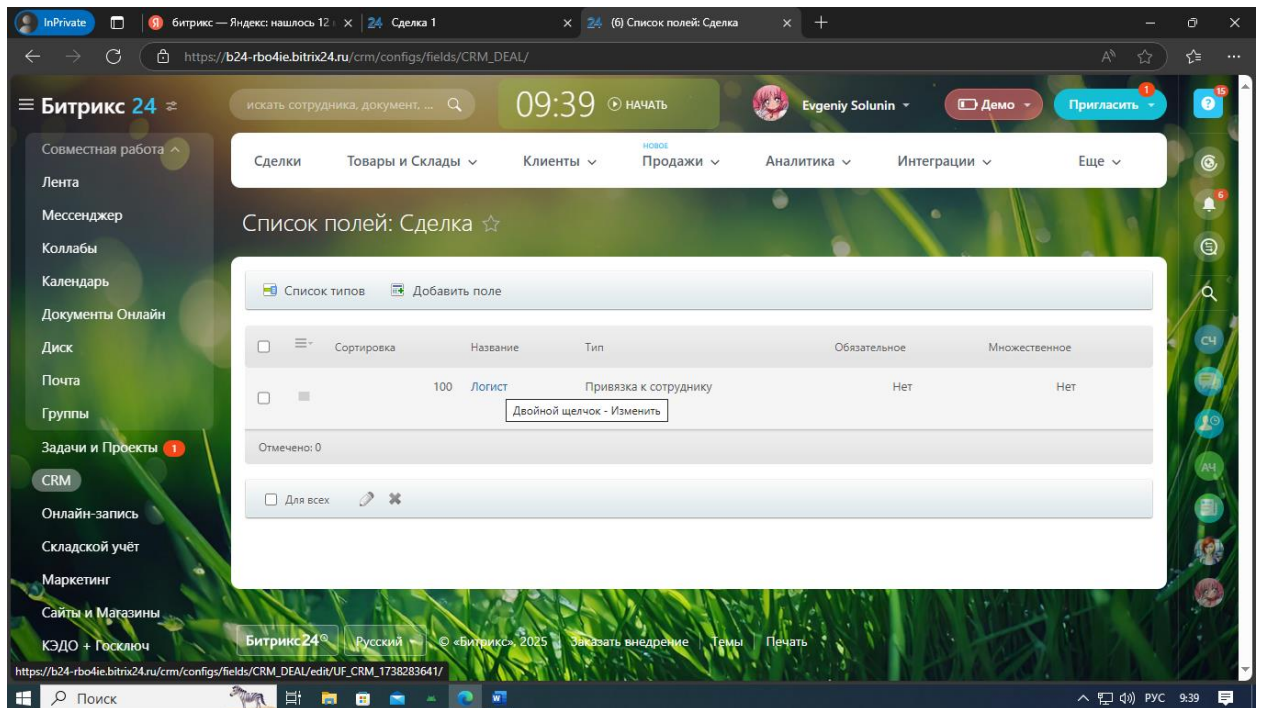 InPrivate
битрикс — Яндекс: нашлось 12
Сделка 1
(6) Список полей: Сделка
https://b24-rbo4ie.bitrix24.ru/crm/configs/fields/CRM_DEAL/
Битрикс 24
искать сотрудника, документ, ...
09:39
НАЧАТЬ
Evgeniy Solunin
Демо
Пригласить
1
15
Совместная работа
Лента
Мессенджер
Коллабы
Календарь
Документы Онлайн
Диск
Почта
Группы
Задачи и Проекты 1
CRM
Онлайн-запись
Складской учёт
Маркетинг
Сайты и Магазины
КЭДО + Госключ
Сделки
Товары и Склады
Клиенты
НОВОЕ
Продажи
Аналитика
Интеграции
Еще
Список полей: Сделка
Список типов
Добавить поле
Сортировка Название Тип Обязательное Множественное
100 Логист Привязка к сотруднику Нет Нет
Двойной щелчок - Изменить
Отмечено: 0
Для всех
6
СЧ
АЧ
Битрикс24
Русский
© «Битрикс», 2025
Заказать внедрение
Темы
Печать
https://b24-rbo4ie.bitrix24.ru/crm/configs/fields/CRM_DEAL/edit/UF_CRM_1738283641/
Поиск
РУС
9:39